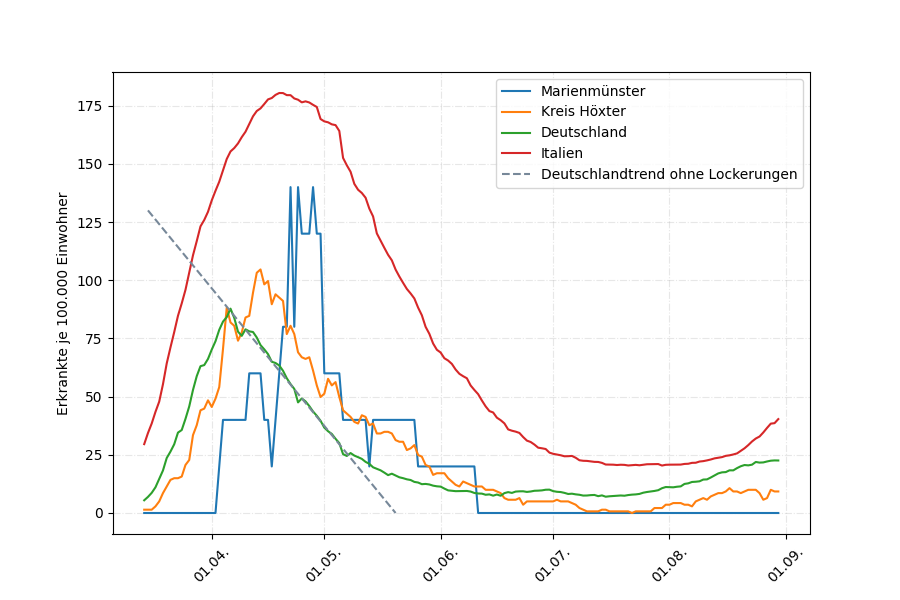 Erkrankte je 100.000 Einwohner
175
150
125
100
75
50
25
0
Marienmünster
Kreis Höxter
Deutschland
Italien
Deutschlandtrend ohne Lockerungen
01.04.
01.05.
01.06.
01.07.
01.08.
01.09.